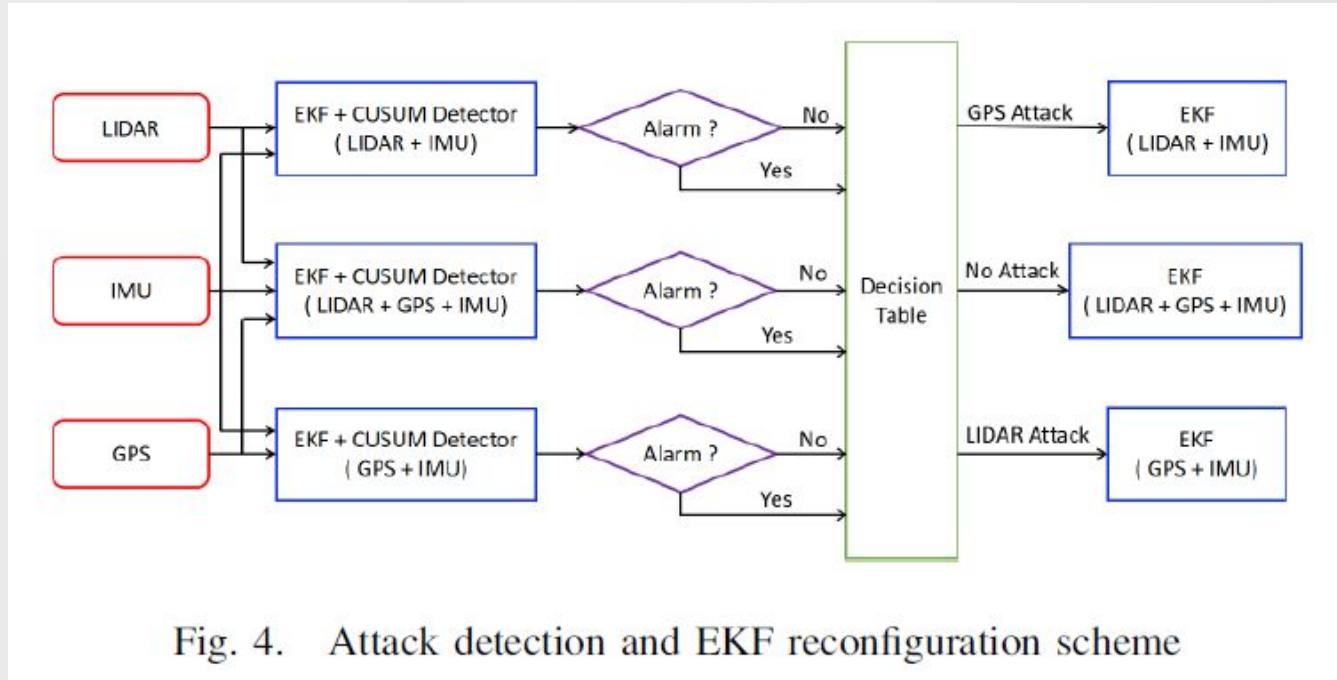 LIDAR
EKF + CUSUM Detector
( LIDAR + IMU)
Alarm ?
No
Yes
GPS Attack
EKF
( LIDAR + IMU)
IMU
EKF + CUSUM Detector
( LIDAR + GPS + IMU)
Alarm ?
No
Yes
Decision
Table
No Attack
EKF
( LIDAR + GPS + IMU)
GPS
EKF + CUSUM Detector
( GPS + IMU)
Alarm ?
No
Yes
LIDAR Attack
EKF
( GPS + IMU)
Fig. 4. Attack detection and EKF reconfiguration scheme